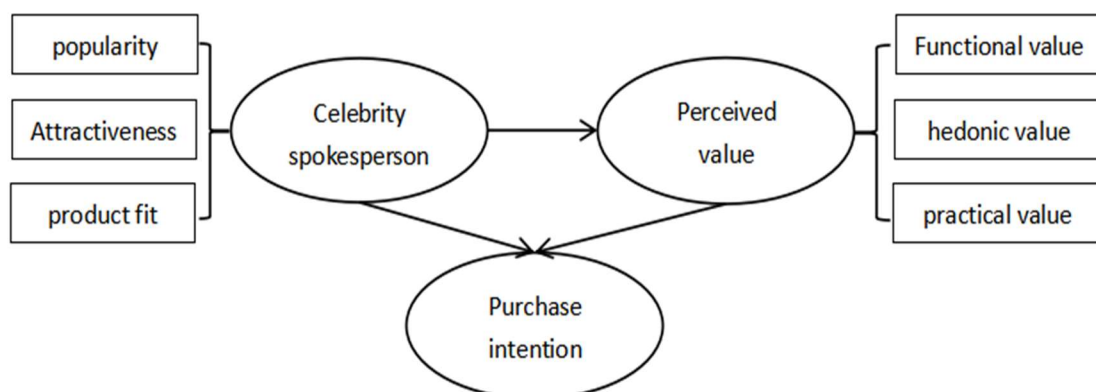 popularity
Attractiveness
product fit
Celebrity
spokesperson
Perceived
value
Functional value
hedonic value
practical value
Purchase
intention